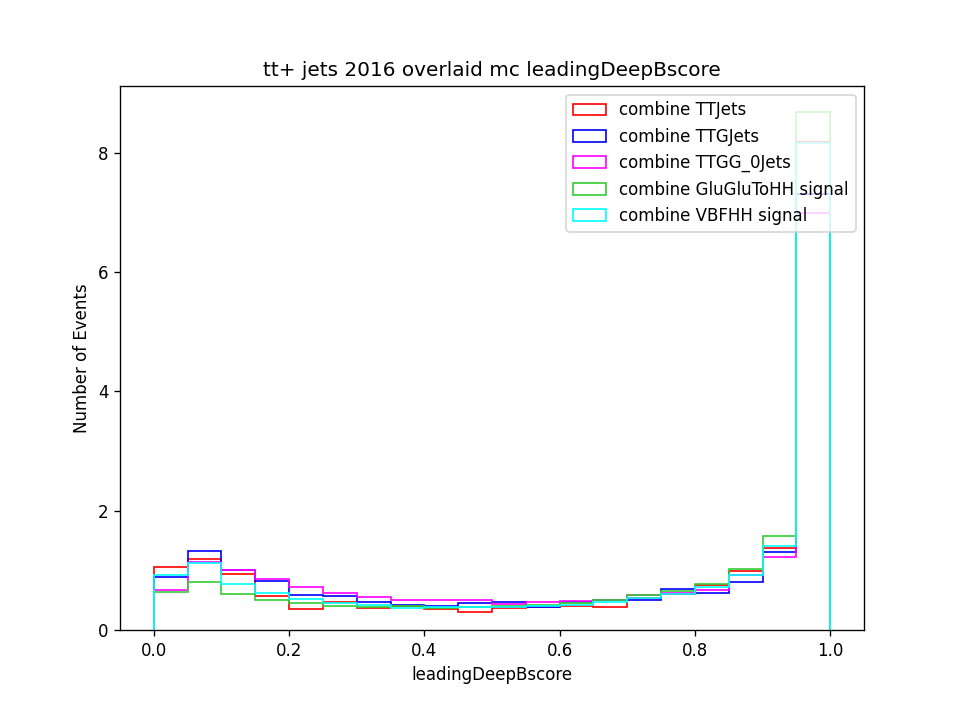 tt+ jets 2016 overlaid mc leadingDeepBscore
combine TTJets
combine TTGJets
combine TTGG_0Jets
combine GluGluToHH signal
combine VBFHH signal
Number of Events
8
6
4
2
0
0.0 0.2 0.4 0.6 0.8 1.0
leadingDeepBscore